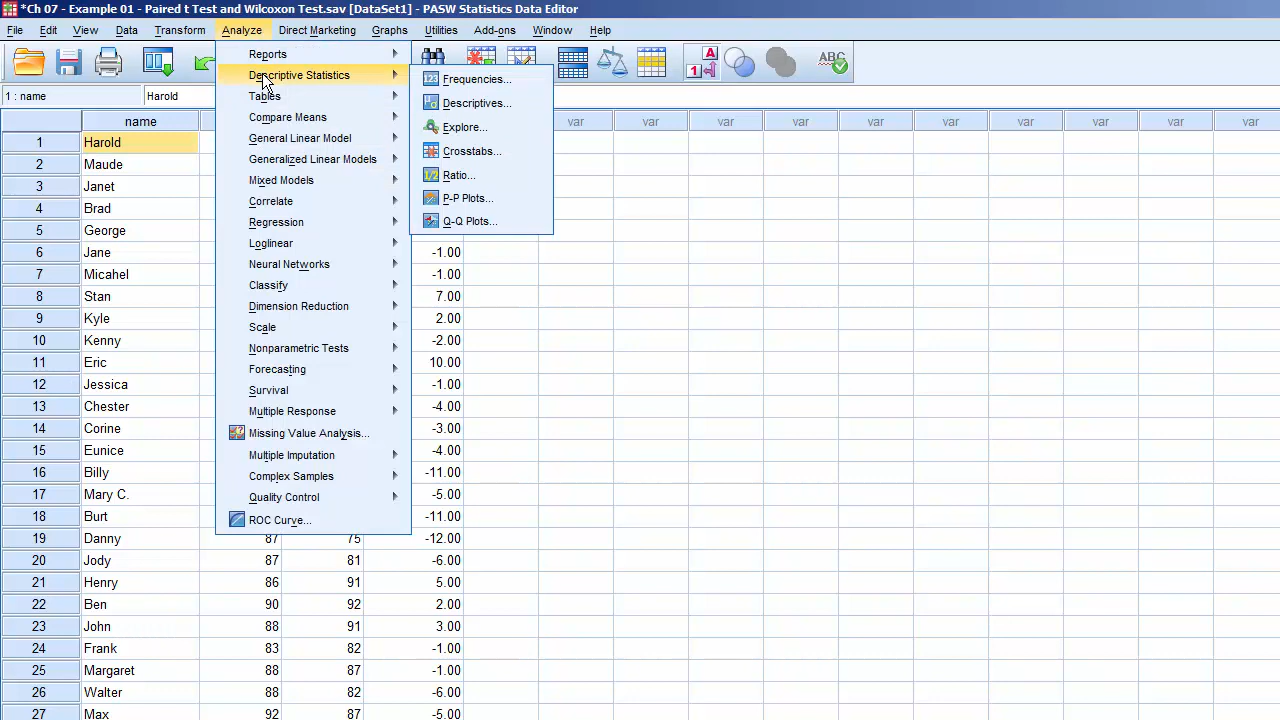 *Ch 07 - Example 01 - Paired t Test and Wilcoxon Test.sav [DataSet1] - PASW Statistics Data Editor
File Edit View Data Transform Analyze Direct Marketing Graphs Utilities Add-ons Window Help
1 : name Harold
Reports
Descriptive Statistics
Tables
Compare Means
General Linear Model
Generalized Linear Models
Mixed Models
Correlate
Regression
Loglinear
Neural Networks
Classify
Dimension Reduction
Scale
Nonparametric Tests
Forecasting
Survival
Multiple Response
Missing Value Analysis...
Multiple Imputation
Complex Samples
Quality Control
ROC Curve...
Frequencies...
Descriptives...
Explore...
Crosstabs...
Ratio...
P-P Plots...
Q-Q Plots...
name var var var var var var var var var var
1 Harold
2 Maude
3 Janet
4 Brad
5 George
6 Jane -1.00
7 Micahel -1.00
8 Stan 7.00
9 Kyle 2.00
10 Kenny -2.00
11 Eric 10.00
12 Jessica -1.00
13 Chester -4.00
14 Corine -3.00
15 Eunice -4.00
16 Billy -11.00
17 Mary C. -5.00
18 Burt -11.00
19 Danny 87 75 -12.00
20 Jody 87 81 -6.00
21 Henry 86 91 5.00
22 Ben 90 92 2.00
23 John 88 91 3.00
24 Frank 83 82 -1.00
25 Margaret 88 87 -1.00
26 Walter 88 82 -6.00
27 Max 92 87 -5.00